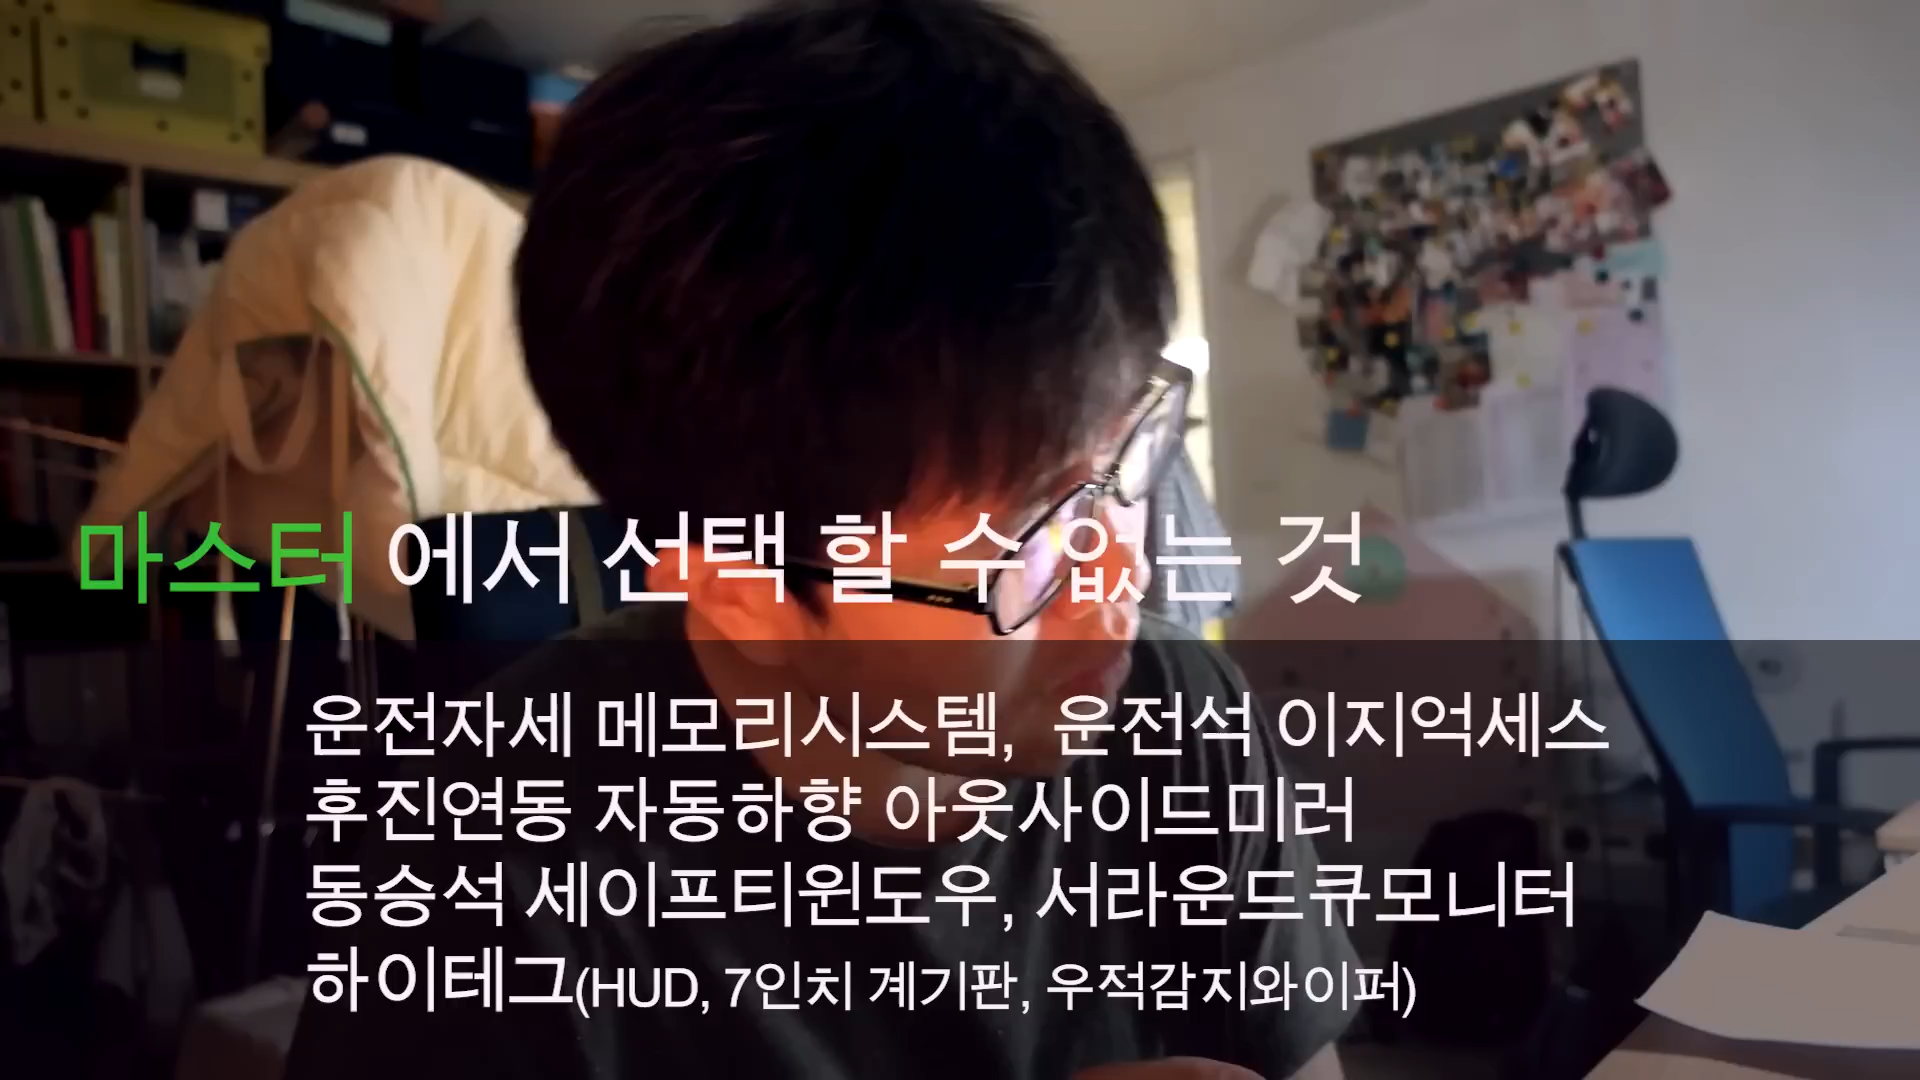 마스터 에서 선택 할 수 없는 것
운전자세 메모리시스템, 운전석 이지억세스
후진연동 자동하향 아웃사이드미러
동승석 세이프티윈도우, 서라운드큐모니터
하이테그(HUD, 7인치 계기판, 우적감지와이퍼)